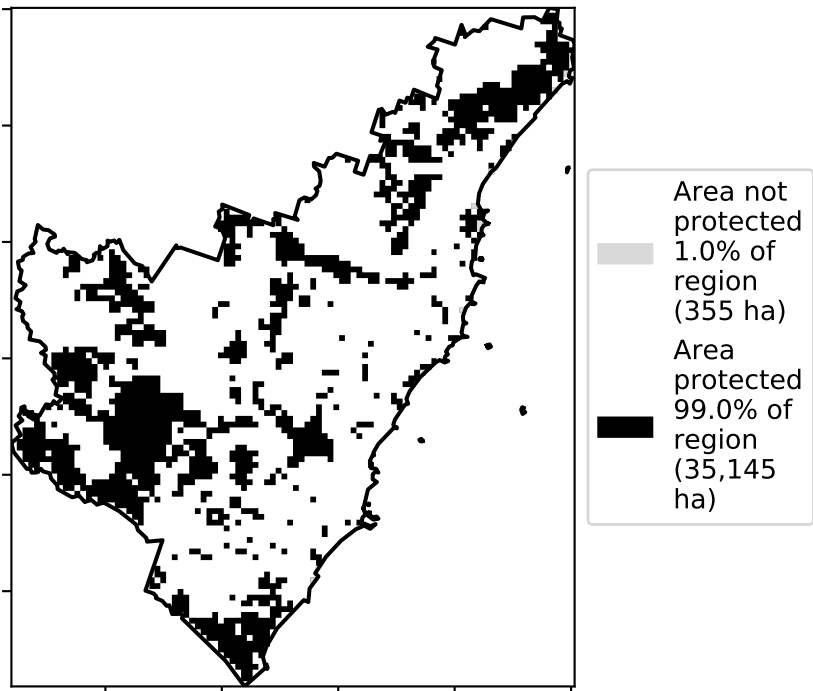 Area not
protected
1.0% of
region
(355 ha)
Area
protected
99.0% of
region
(35,145
ha)